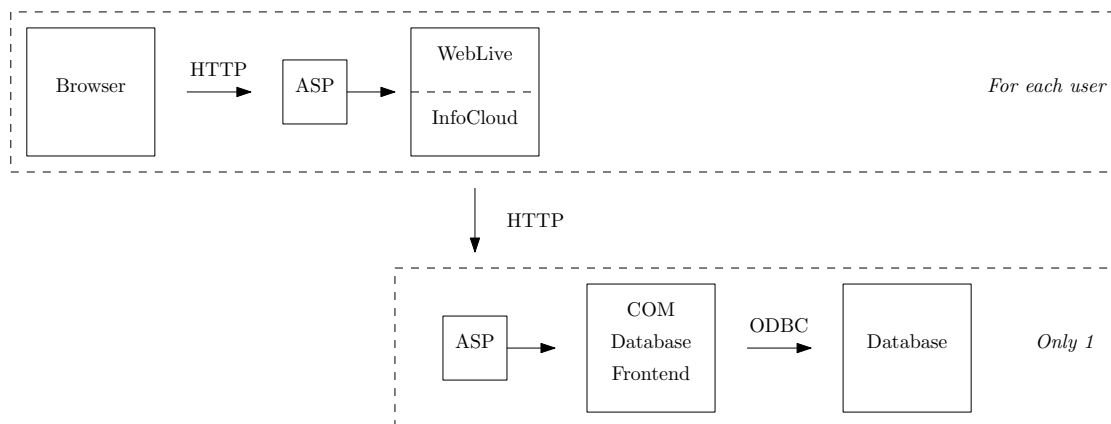 Browser
HTTP
ASP
WebLive
InfoCloud
For each user
HTTP
ASP
COM
Database
Frontend
ODBC
Database
Only 1